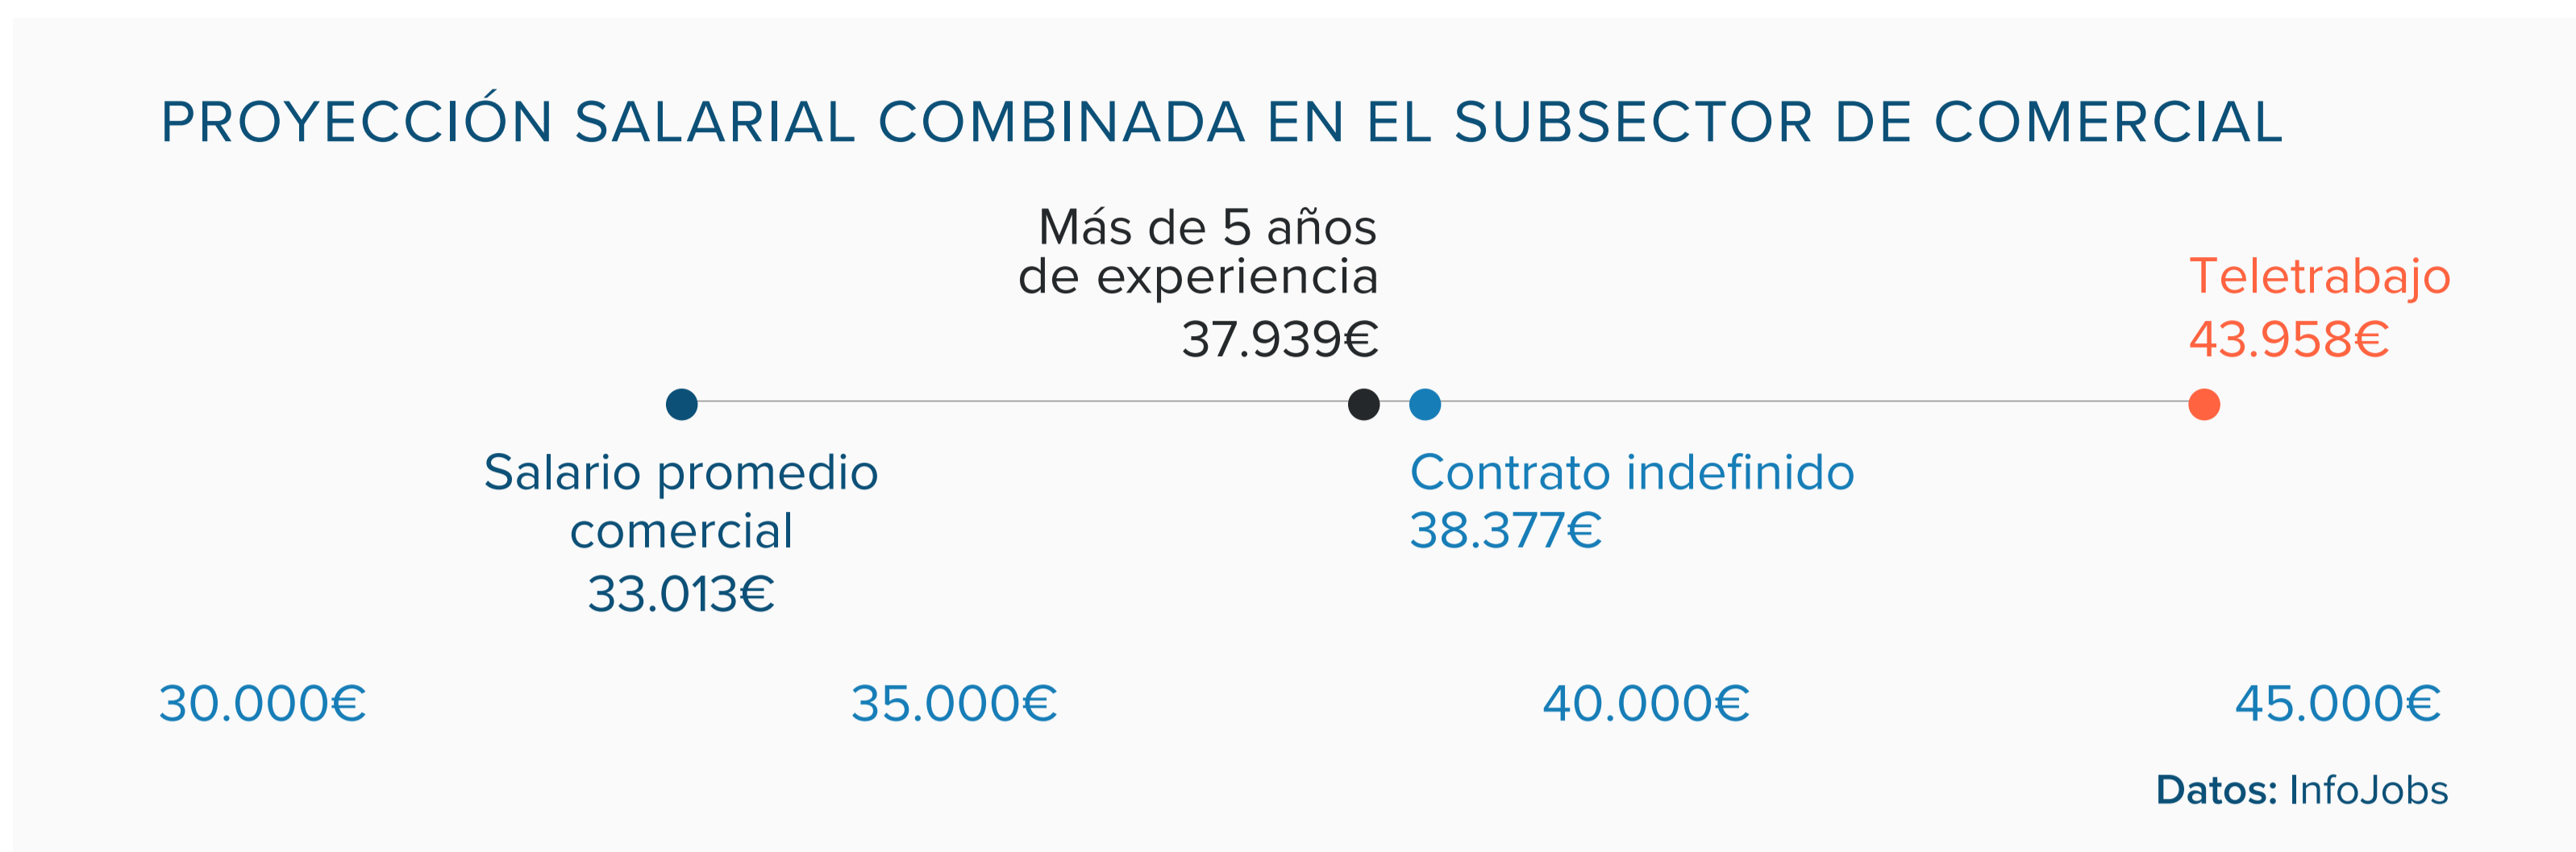 PROYECCIÓN SALARIAL COMBINADA EN EL SUBSECTOR DE COMERCIAL
Más de 5 años
de experiencia
37.939€
Teletrabajo
43.958€
Salario promedio
comercial
33.013€
Contrato indefinido
38.377€
30.000€
35.000€
40.000€
45.000€
Datos: InfoJobs